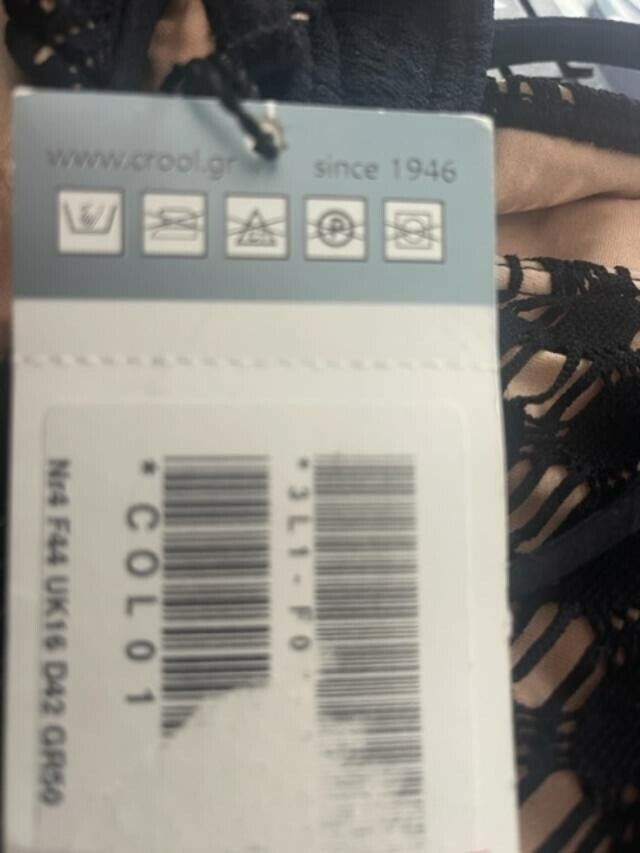 www.crool.gr since 1946
P
*3L1-F0
*COL01
Nr4 F44 UK16 D42 GR50